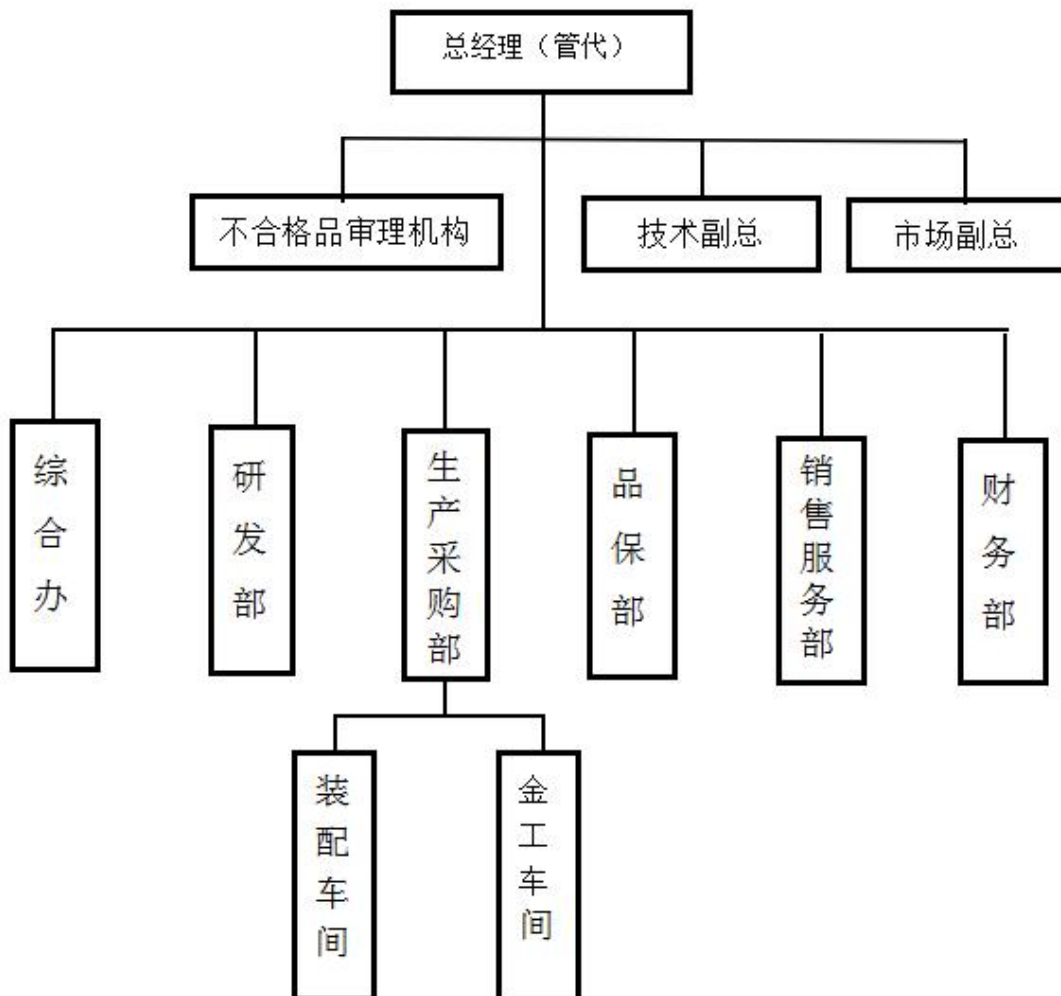 总经理（管代）
不合格品审理机构
技术副总
市场副总
综合办
研发部
生产采购部
品保部
销售服务部
财务部
装配车间
金工车间